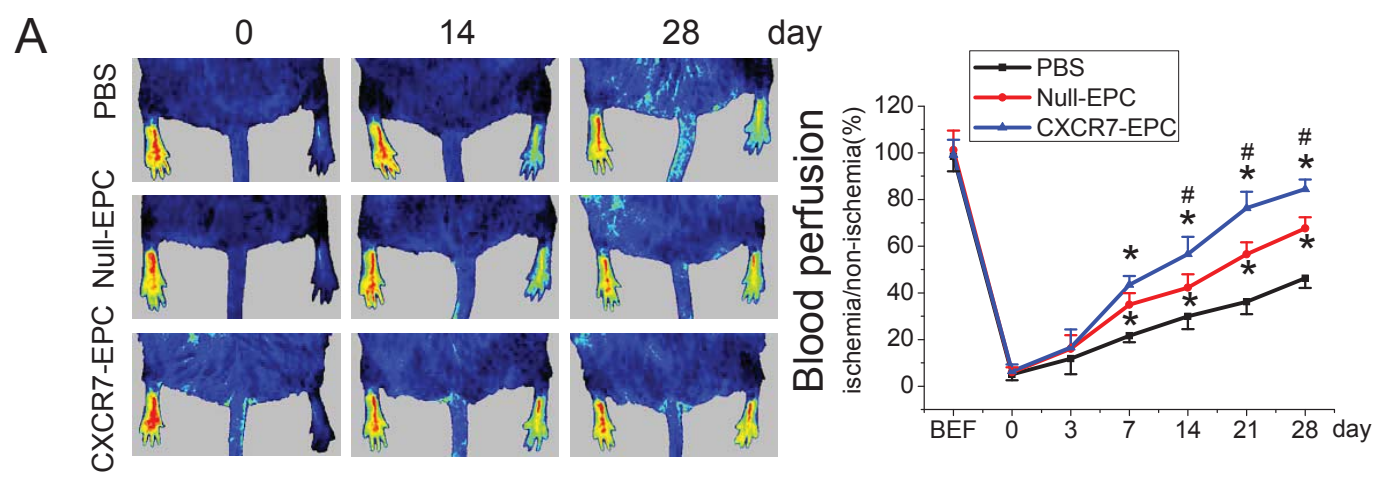 A
0 14 28 day
PBS
Null-EPC
CXCR7-EPC
PBS
Null-EPC
CXCR7-EPC
Blood perfusion
ischemia/non-ischemia(%)
120
100
80
60
40
20
0
# #
* *
#
*
*
* * * *
BEF 0 3 7 14 21 28 day